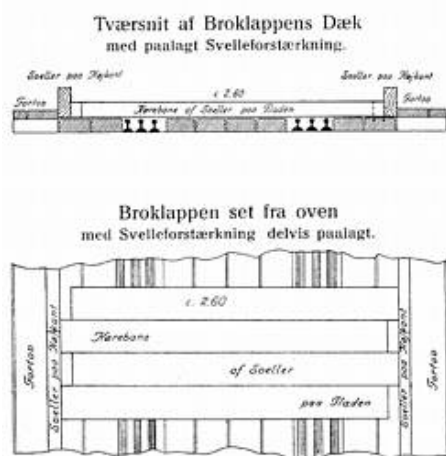 Tværsnit af Broklappens Dæk
med paalagt Svelleforstærkning.
Sveller paa Højkant
Sveller paa Højkant
Fortov
c. 2.60
Fortov
Kørebane af Sveller paa Fladen
Broklappen set fra oven
med Svelleforstærkning delvis paalagt.
Fortov
Sveller paa Højkant
c. 2.60
Kørebane
af Sveller
paa Fladen
Sveller paa Højkant
Fortov